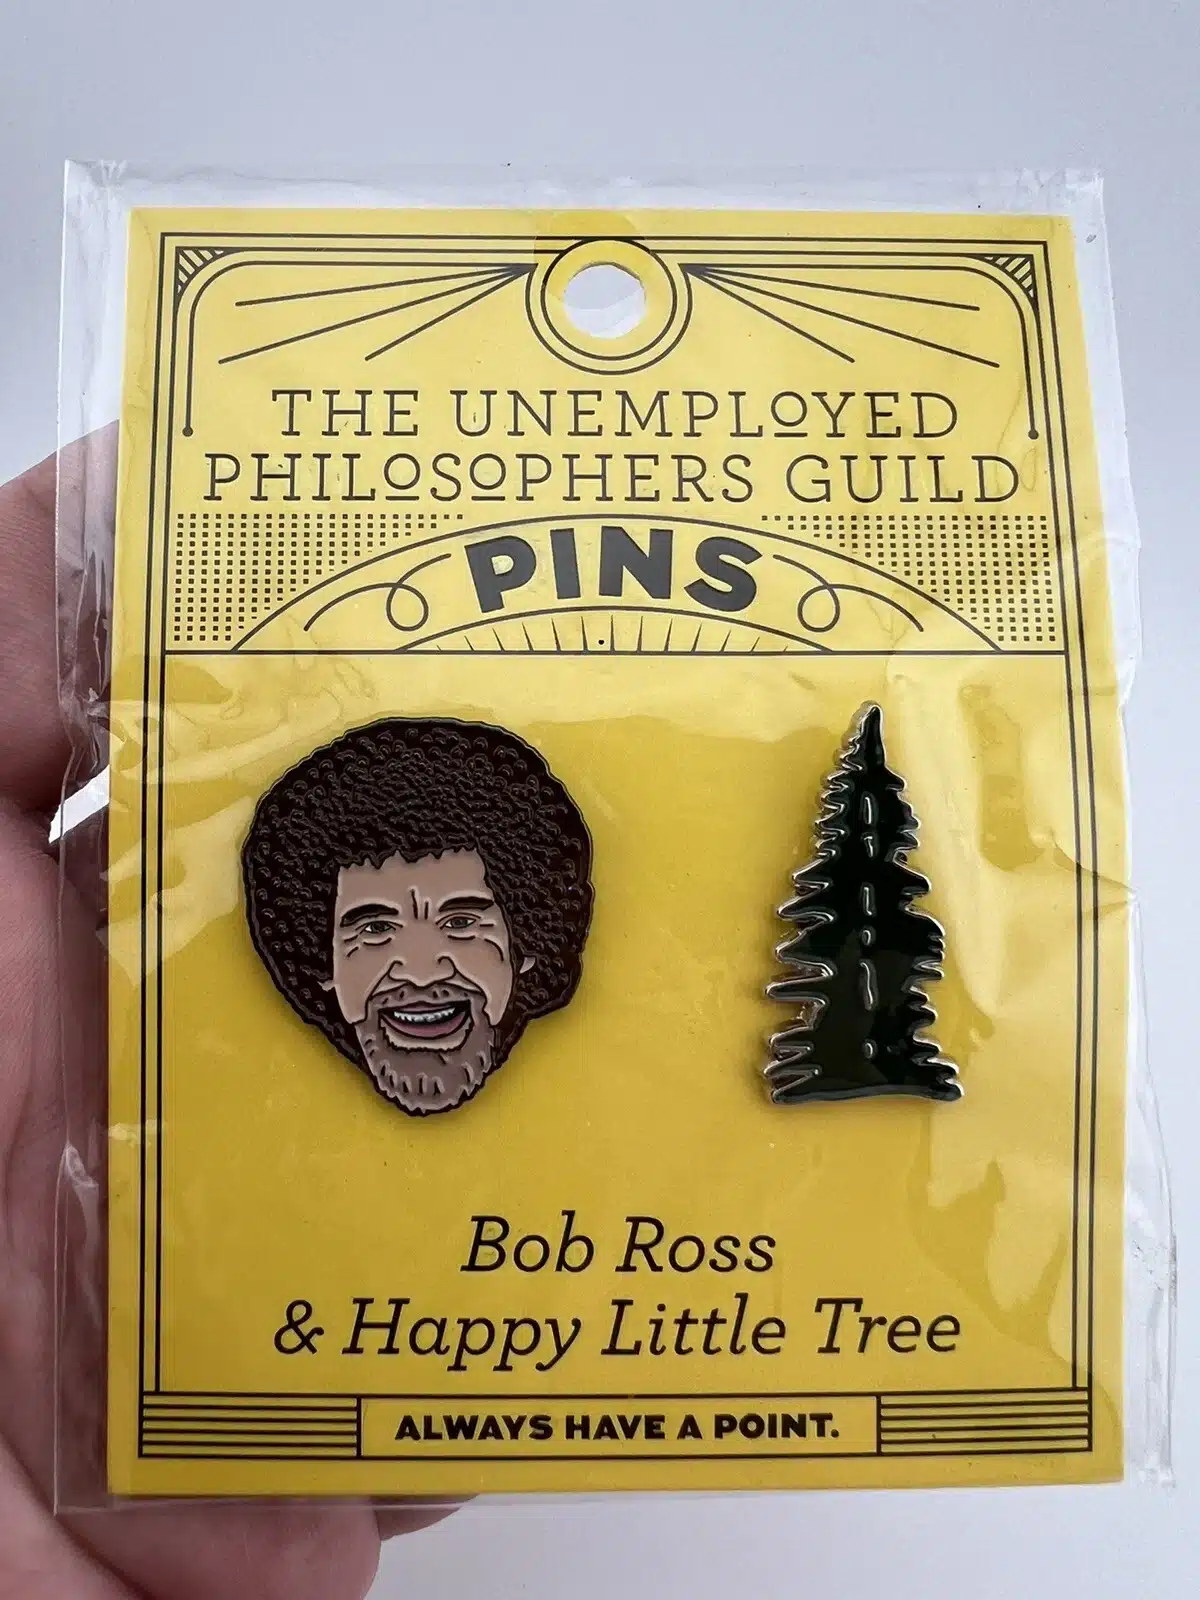 THE UNEMPLOYED
PHILOSOPHERS GUILD
PINS
Bob Ross
& Happy Little Tree
ALWAYS HAVE A POINT.